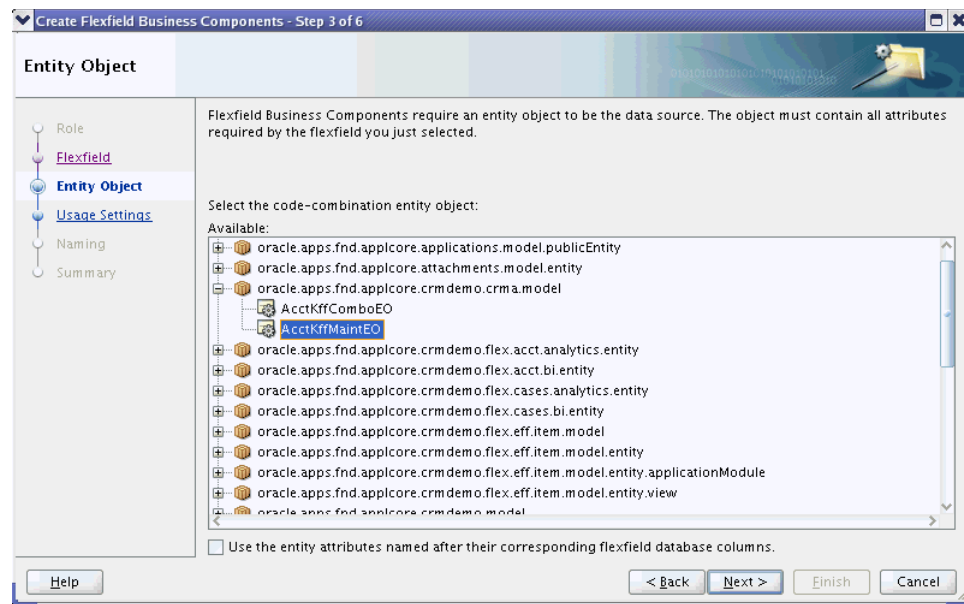 Create Flexfield Business Components - Step 3 of 6
Entity Object
Role
Flexfield
Entity Object
Usage Settings
Naming
Summary
Flexfield Business Components require an entity object to be the data source. The object must contain all attributes
required by the flexfield you just selected.
Select the code-combination entity object:
Available:
oracle.apps.fnd.applcore.applications.model.publicEntity
oracle.apps.fnd.applcore.attachments.model.entity
oracle.apps.fnd.applcore.crmdemo.crma.model
AcctKffComboEO
AcctKffMaintEO
oracle.apps.fnd.applcore.crmdemo.flex.acct.analytics.entity
oracle.apps.fnd.applcore.crmdemo.flex.acct.bi.entity
oracle.apps.fnd.applcore.crmdemo.flex.cases.analytics.entity
oracle.apps.fnd.applcore.crmdemo.flex.cases.bi.entity
oracle.apps.fnd.applcore.crmdemo.flex.eff.item.model
oracle.apps.fnd.applcore.crmdemo.flex.eff.item.model.entity
oracle.apps.fnd.applcore.crmdemo.flex.eff.item.model.entity.applicationModule
oracle.apps.fnd.applcore.crmdemo.flex.eff.item.model.entity.view
oracle.apps.fnd.applcore.crmdemo.model
Use the entity attributes named after their corresponding flexfield database columns.
Help
< Back
Next >
Finish
Cancel